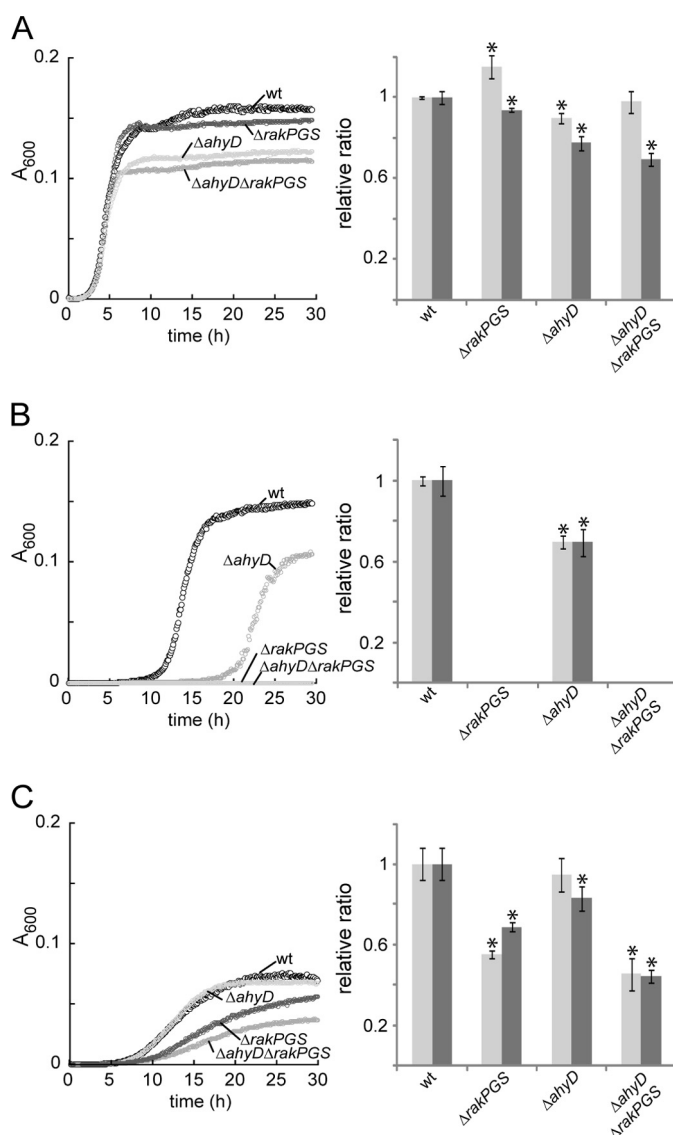 A
0.2
0.1
0
A600
wt
ΔrakPGS
ΔahyD
ΔahyDΔrakPGS
0 5 10 15 20 25 30
time (h)
relative ratio
1
0.6
0.2
* * * * *
wt
ΔrakPGS
ΔahyD
ΔahyD
ΔrakPGS
B
0.2
0.1
0
A600
wt
ΔahyD
ΔrakPGS
ΔahyDΔrakPGS
0 5 10 15 20 25 30
time (h)
relative ratio
1
0.6
0.2
* *
wt
ΔrakPGS
ΔahyD
ΔahyD
ΔrakPGS
C
0.2
0.1
0
A600
wt
ΔahyD
ΔrakPGS
ΔahyDΔrakPGS
0 5 10 15 20 25 30
time (h)
relative ratio
1
0.6
0.2
* * * * *
wt
ΔrakPGS
ΔahyD
ΔahyD
ΔrakPGS